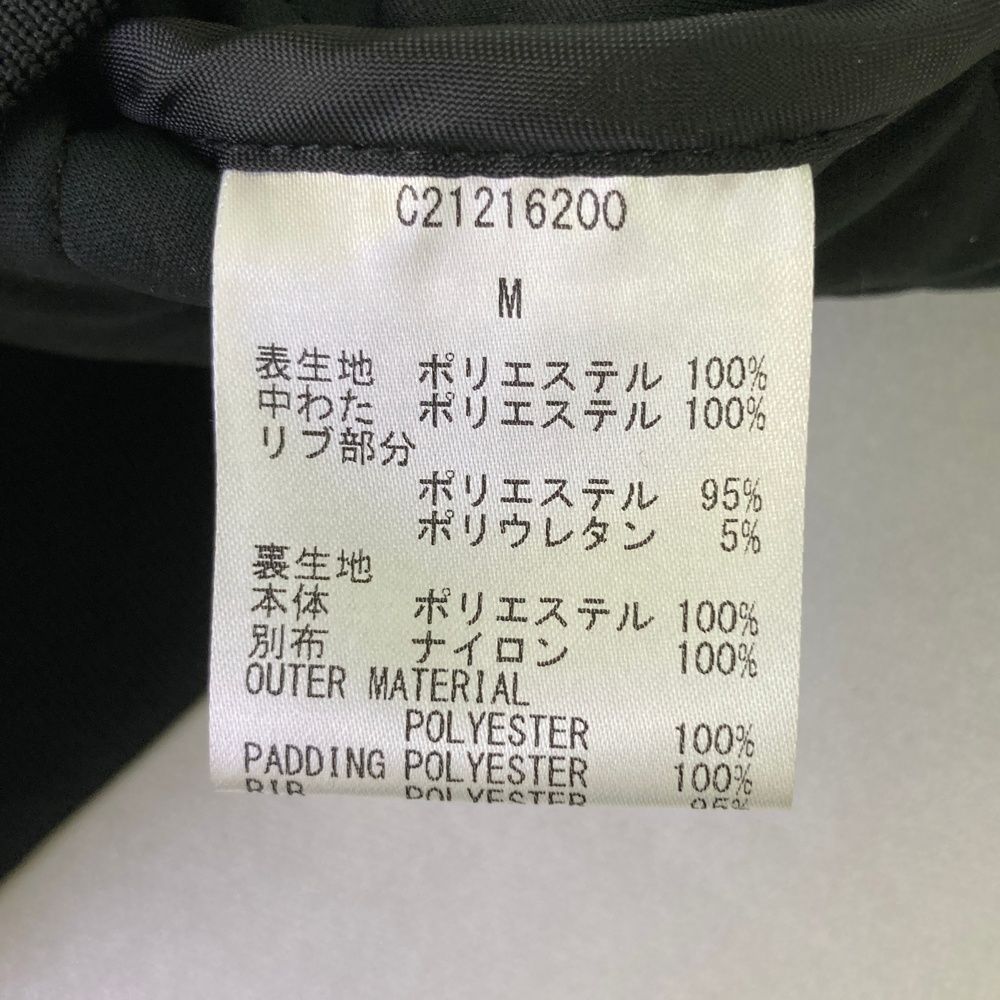 C21216200
M
表生地 ポリエステル 100%
中わた ポリエステル 100%
リブ部分
ポリエステル 95%
ポリウレタン 5%
裏生地
本体 ポリエステル 100%
別布 ナイロン 100%
OUTER MATERIAL
POLYESTER 100%
PADDING POLYESTER 100%
RIB POLYESTER 95%